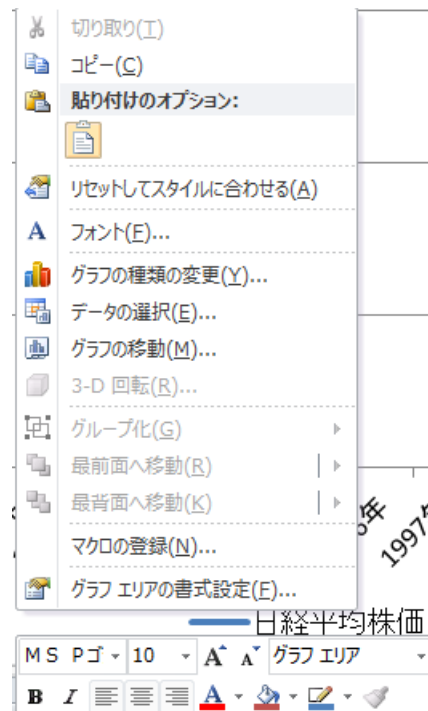 切り取り(T)
コピー(C)
貼り付けのオプション:
リセットしてスタイルに合わせる(A)
フォント(F)...
グラフの種類の変更(Y)...
データの選択(E)...
グラフの移動(M)...
3-D 回転(R)...
グループ化(G)
最前面へ移動(R)
最背面へ移動(K)
マクロの登録(N)...
グラフ エリアの書式設定(F)...
1997年
日経平均株価
ＭＳ Ｐゴ 10 A A グラフ エリア
B I A